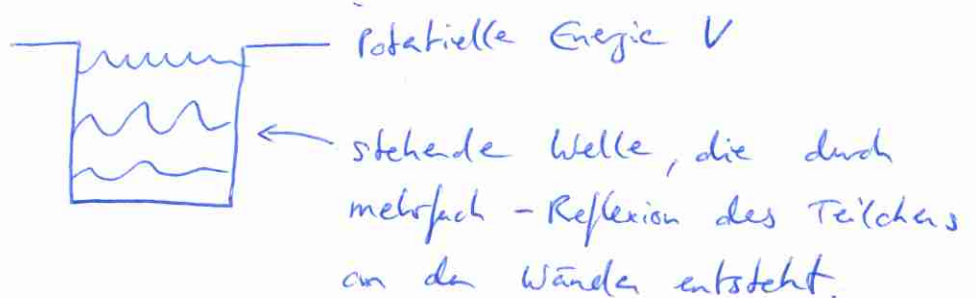 Potentielle Energie V
stehende Welle, die durch
mehrfach - Reflexion des Teilchens
an den Wänden entsteht.